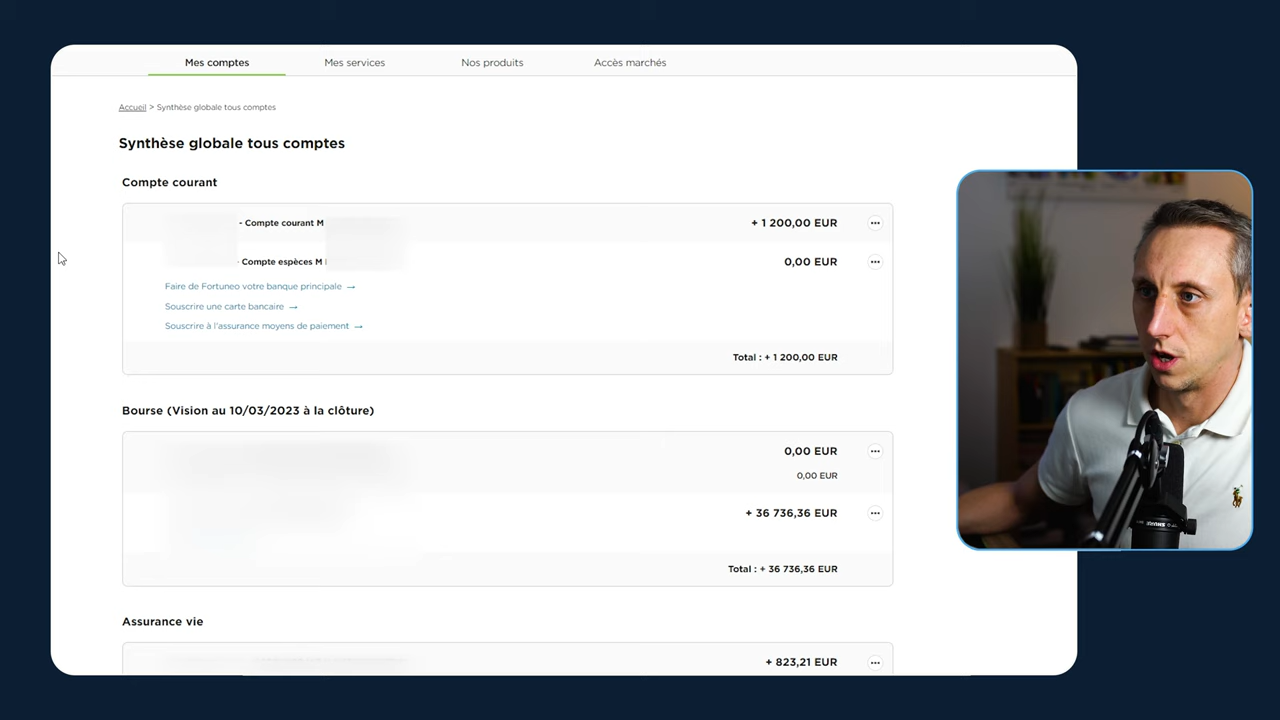 Mes comptes
Mes services
Nos produits
Accès marchés
Accueil > Synthèse globale tous comptes
Synthèse globale tous comptes
Compte courant
- Compte courant M
+ 1 200,00 EUR
- Compte espèces M
0,00 EUR
Faire de Fortuneo votre banque principale →
Souscrire une carte bancaire →
Souscrire à l'assurance moyens de paiement →
Total : + 1 200,00 EUR
Bourse (Vision au 10/03/2023 à la clôture)
0,00 EUR
0,00 EUR
+ 36 736,36 EUR
Total : + 36 736,36 EUR
Assurance vie
+ 823,21 EUR
SHURE